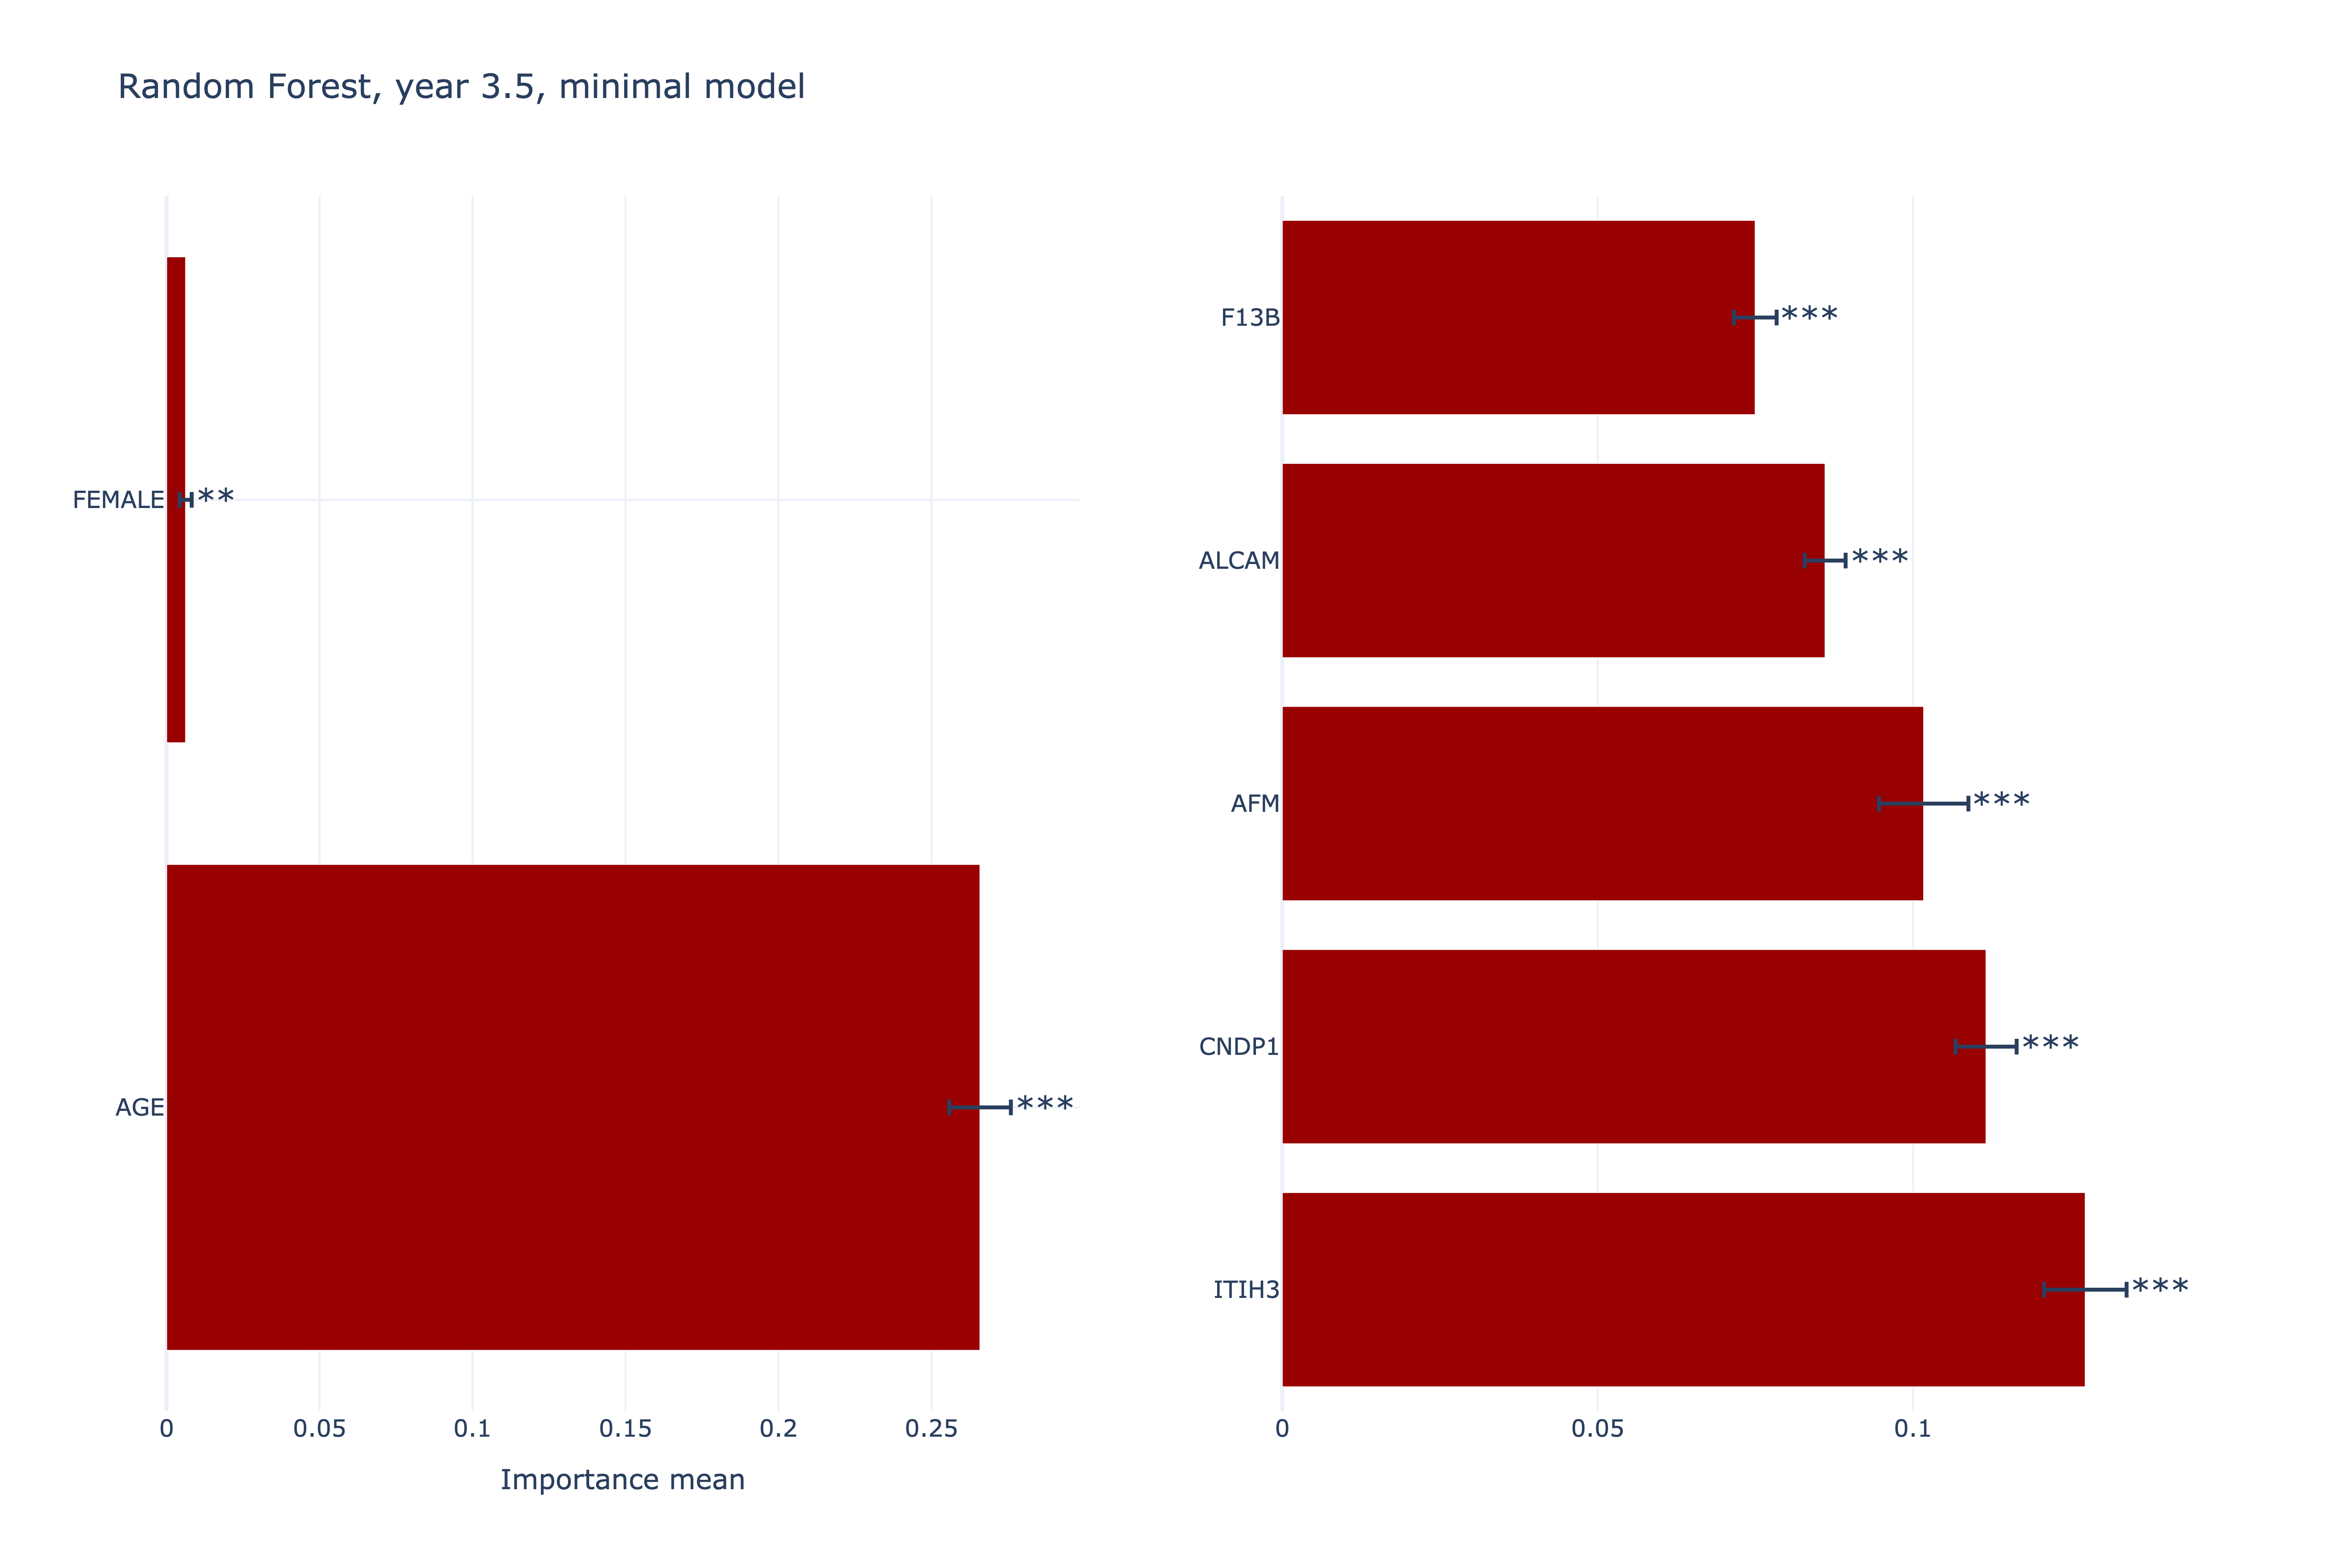 Random Forest, year 3.5, minimal model
FEMALE
**
AGE
***
0 0.05 0.1 0.15 0.2 0.25
Importance mean
F13B
***
ALCAM
***
AFM
***
CNDP1
***
ITIH3
***
0 0.05 0.1